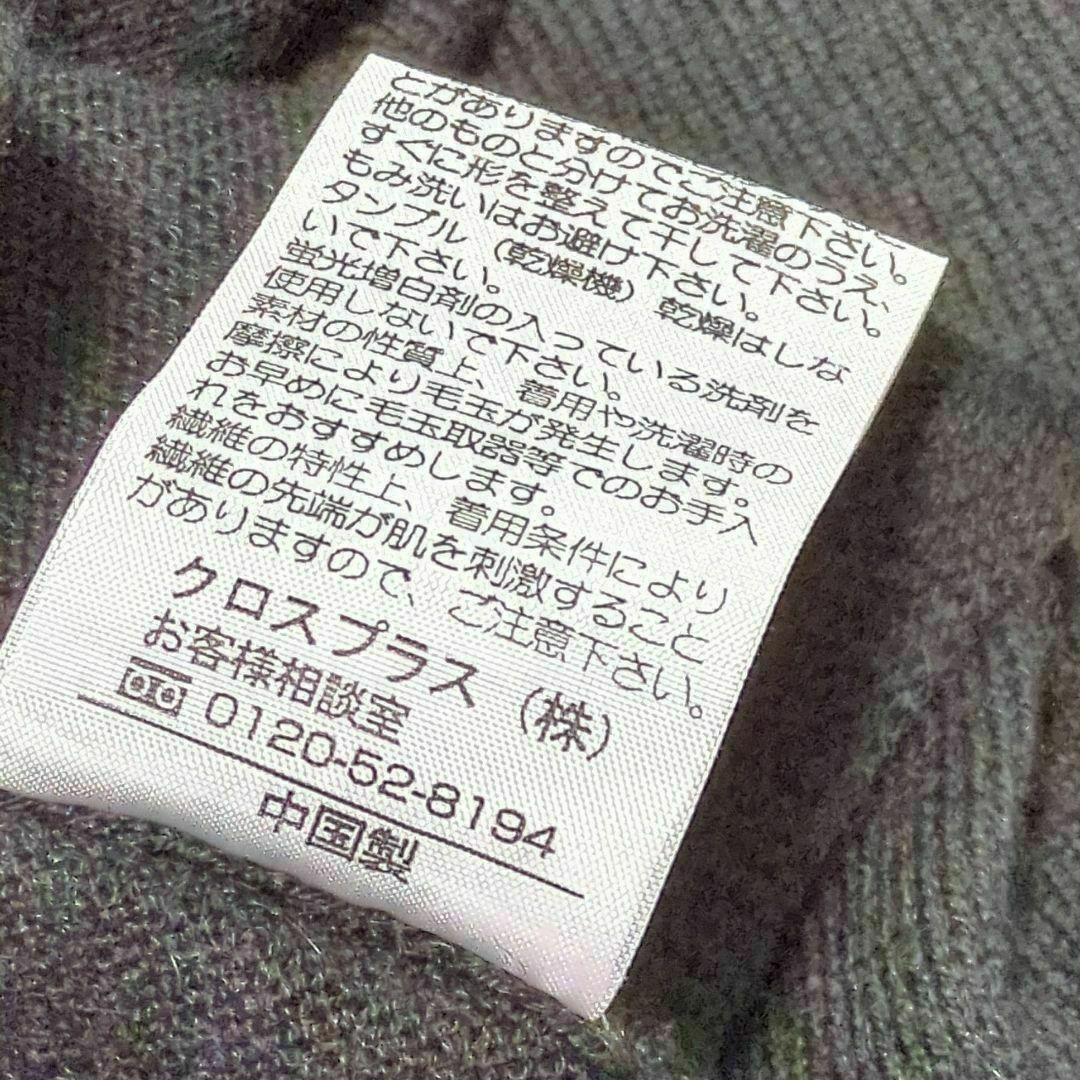 とがありますのでご注意下さい。
他のものと分けてお洗濯のうえ、
すぐに形を整えて干して下さい。
もみ洗いはお避け下さい。
タンブル（乾燥機）乾燥はしな
いで下さい。
蛍光増白剤の入っている洗剤を
使用しないで下さい。
素材の性質上、着用や洗濯時の
摩擦により毛玉が発生します。
お早めに毛玉取器等でのお手入
れをおすすめします。
繊維の特性上、着用条件により
繊維の先端が肌を刺激すること
がありますので、ご注意下さい。
クロスプラス（株）
お客様相談室
0120-52-8194
中国製